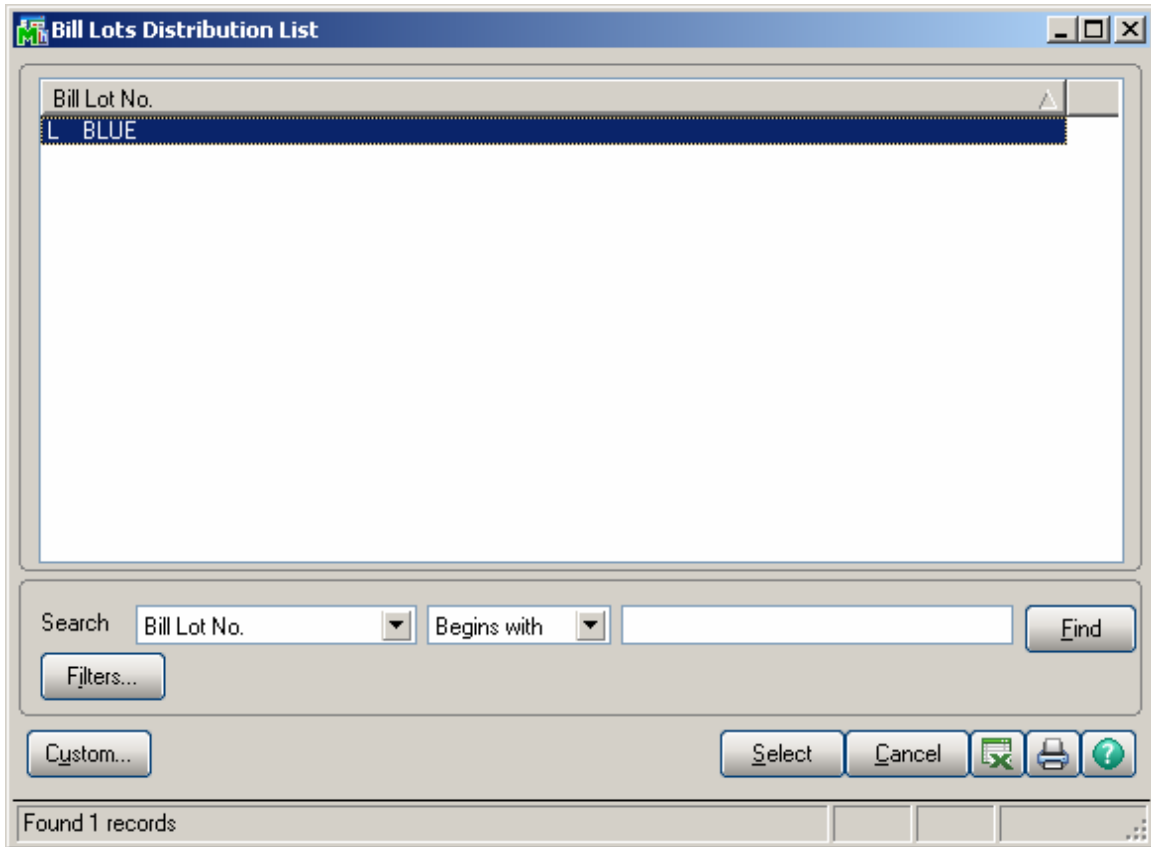 Bill Lots Distribution List
Bill Lot No.
L BLUE
Search Bill Lot No. Begins with Find
Filters...
Custom... Select Cancel
Found 1 records